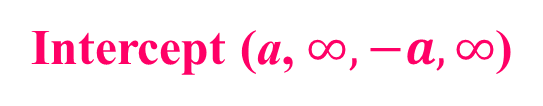 Intercept (a, ∞, −a, ∞)